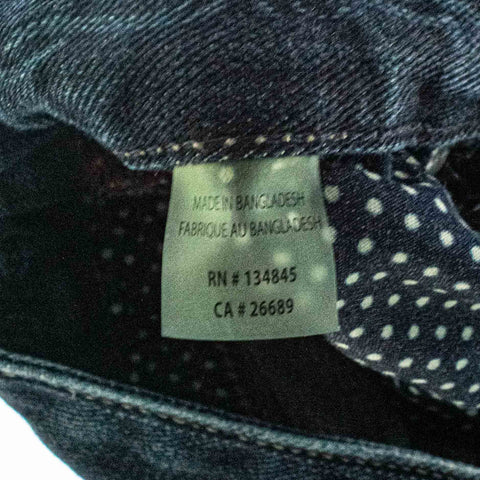 MADE IN BANGLADESH
FABRIQUE AU BANGLADESH
RN # 134845
CA # 26689